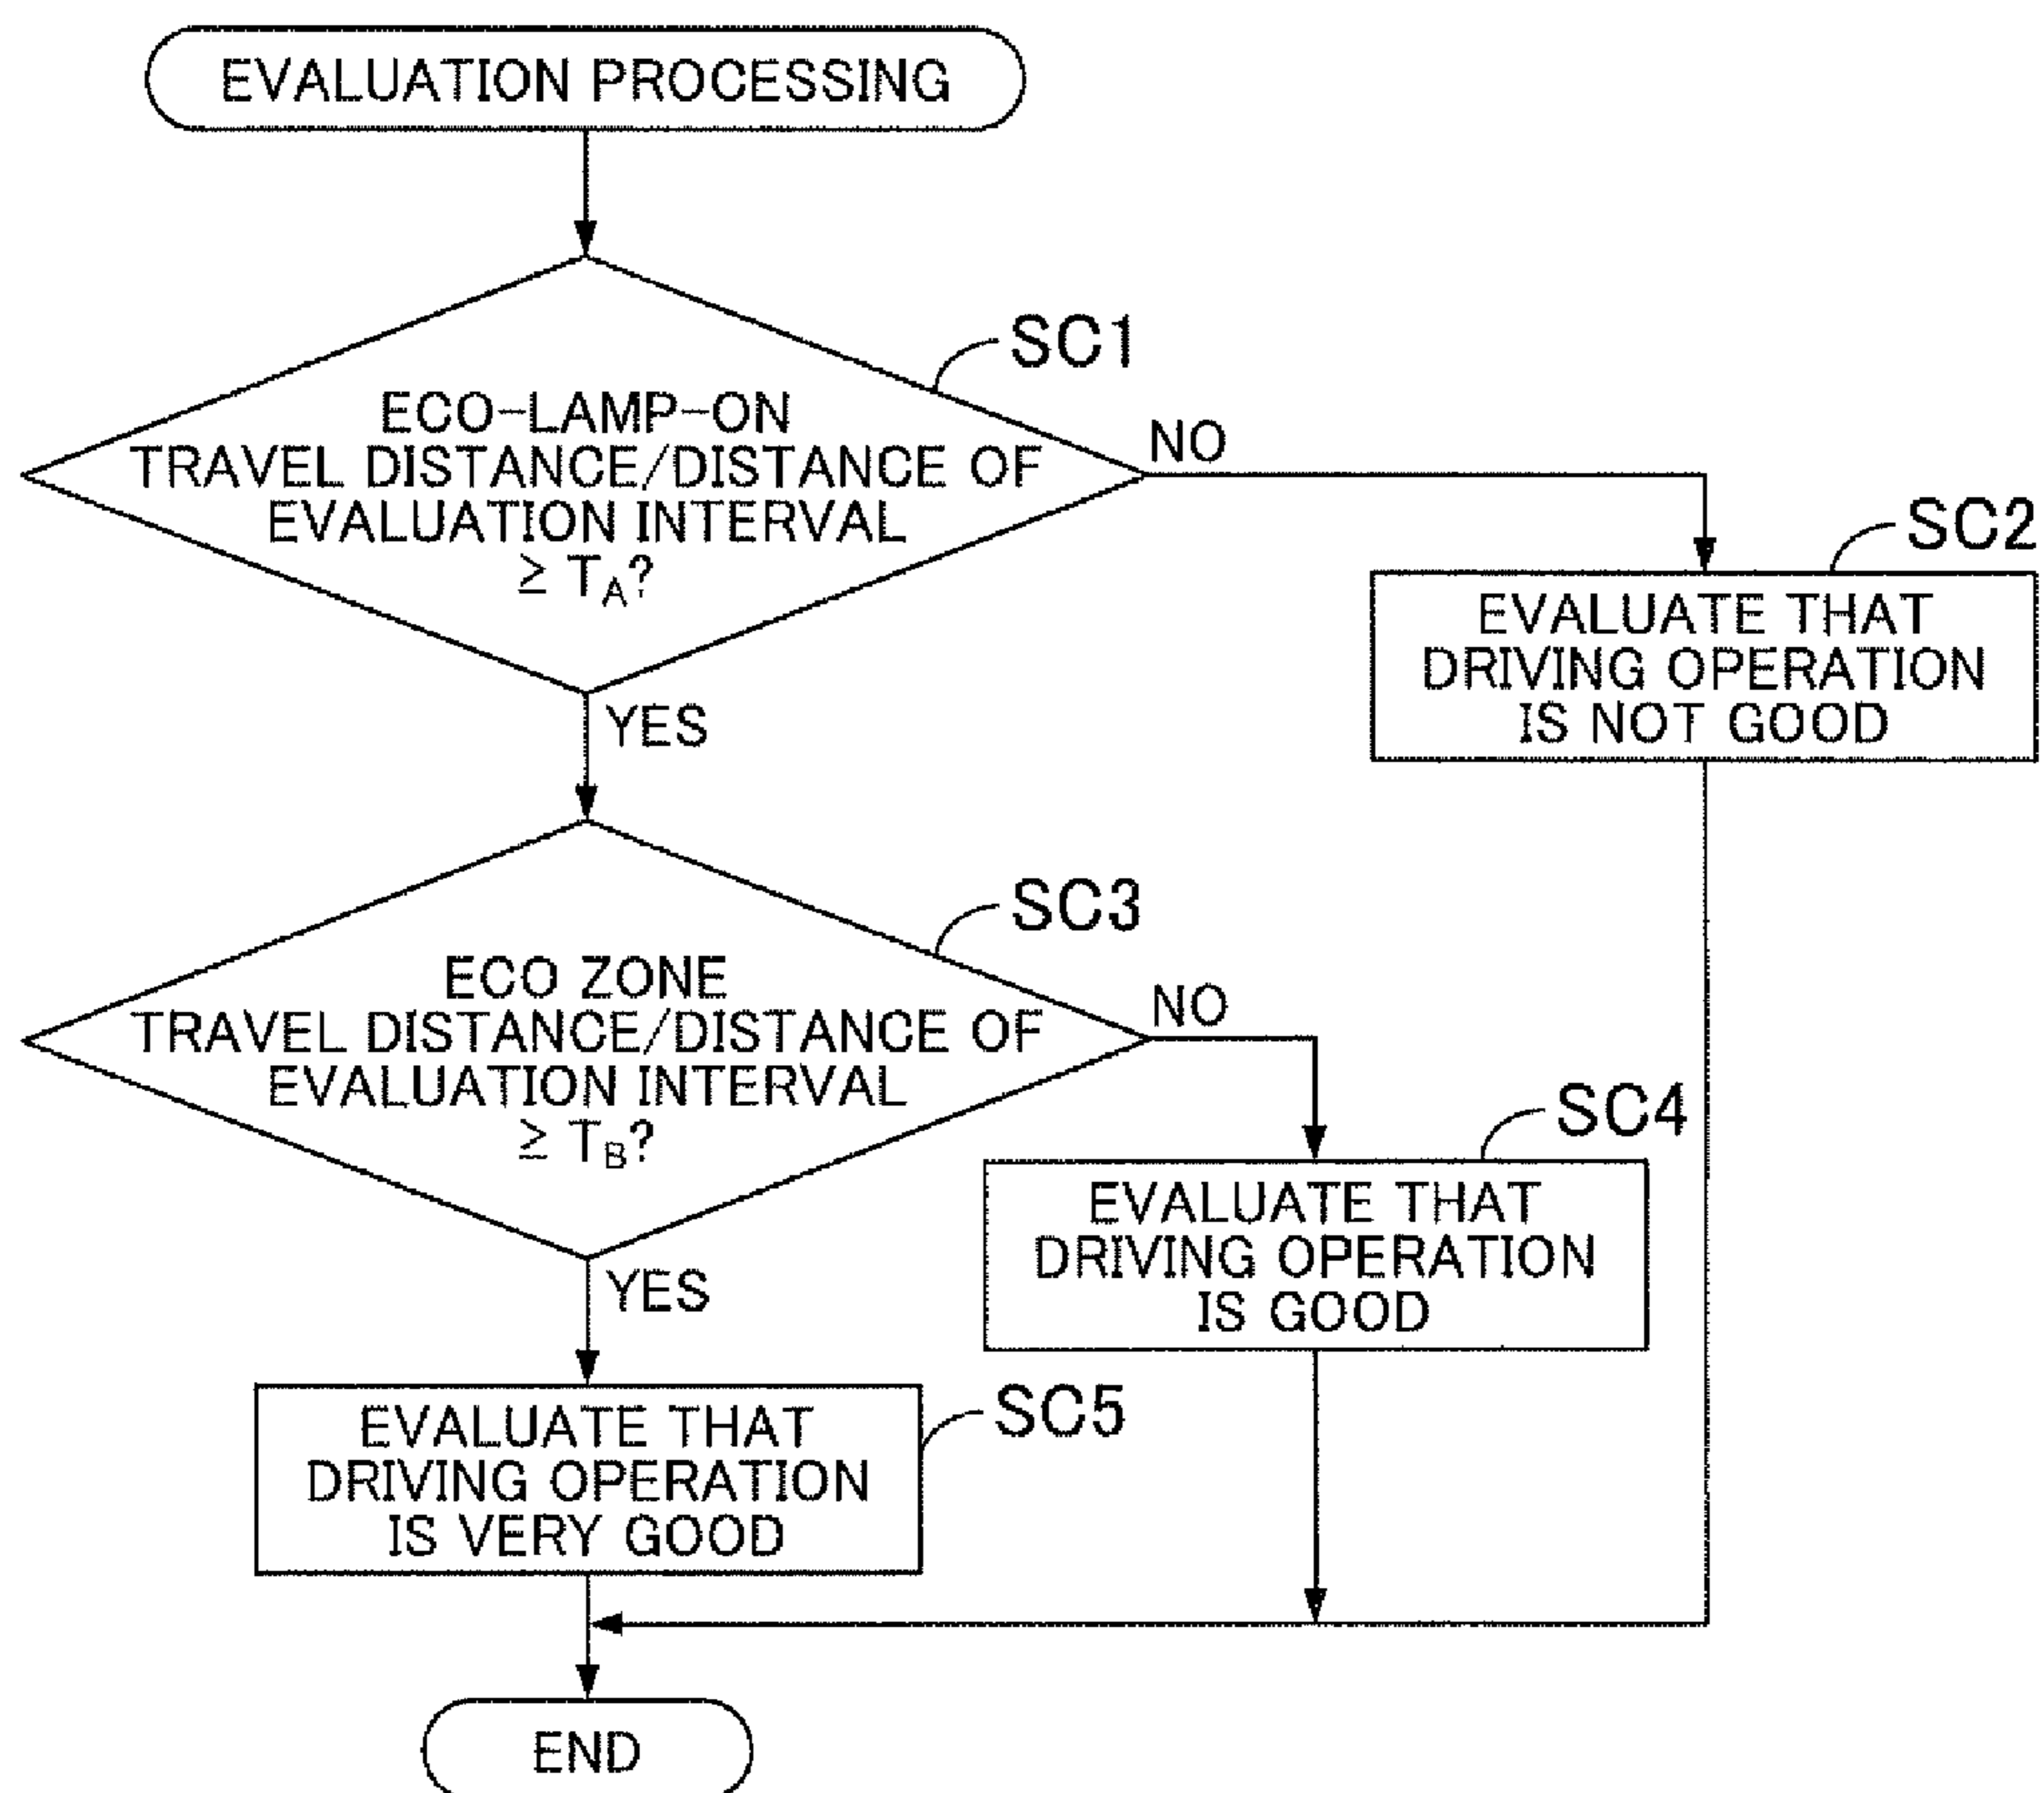 EVALUATION PROCESSING
SC1
ECO-LAMP-ON
TRAVEL DISTANCE/DISTANCE OF
EVALUATION INTERVAL
≥ TA?
NO
YES
SC2
EVALUATE THAT
DRIVING OPERATION
IS NOT GOOD
SC3
ECO ZONE
TRAVEL DISTANCE/DISTANCE OF
EVALUATION INTERVAL
≥ TB?
NO
YES
SC4
EVALUATE THAT
DRIVING OPERATION
IS GOOD
SC5
EVALUATE THAT
DRIVING OPERATION
IS VERY GOOD
END